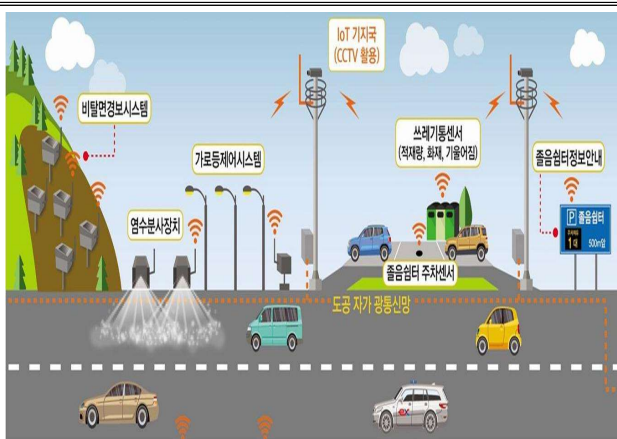 IoT 기지국
(CCTV 활용)
비탈면경보시스템
가로등제어시스템
쓰레기통센서
(적재량, 화재, 기울어짐)
졸음쉼터정보안내
염수분사장치
P 졸음쉼터
1 대
500m앞
졸음쉼터 주차센서
도공 자가 광통신망
ex